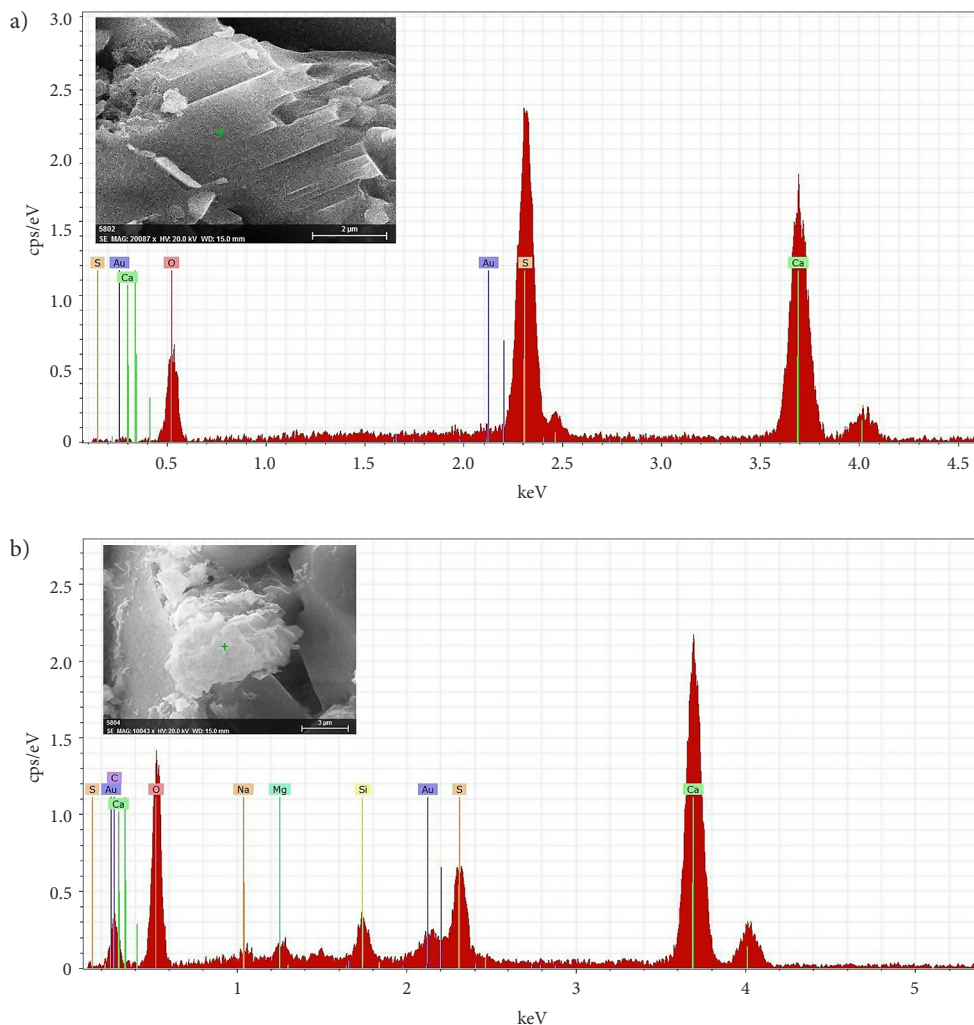 a)
3.0
2.5
2.0
1.5
1.0
0.5
0
cps/eV
5802
SE MAG: 20087 x HV: 20.0 kV WD: 15.0 mm
2 µm
S Au O Au S Ca
Ca
0.5 1.0 1.5 2.0 2.5 3.0 3.5 4.0 4.5
keV
b)
2.5
2.0
1.5
1.0
0.5
0
cps/eV
5804
SE MAG: 10043 x HV: 20.0 kV WD: 15.0 mm
3 µm
C
S Au O Na Mg Si Au S Ca
Ca
1 2 3 4 5
keV